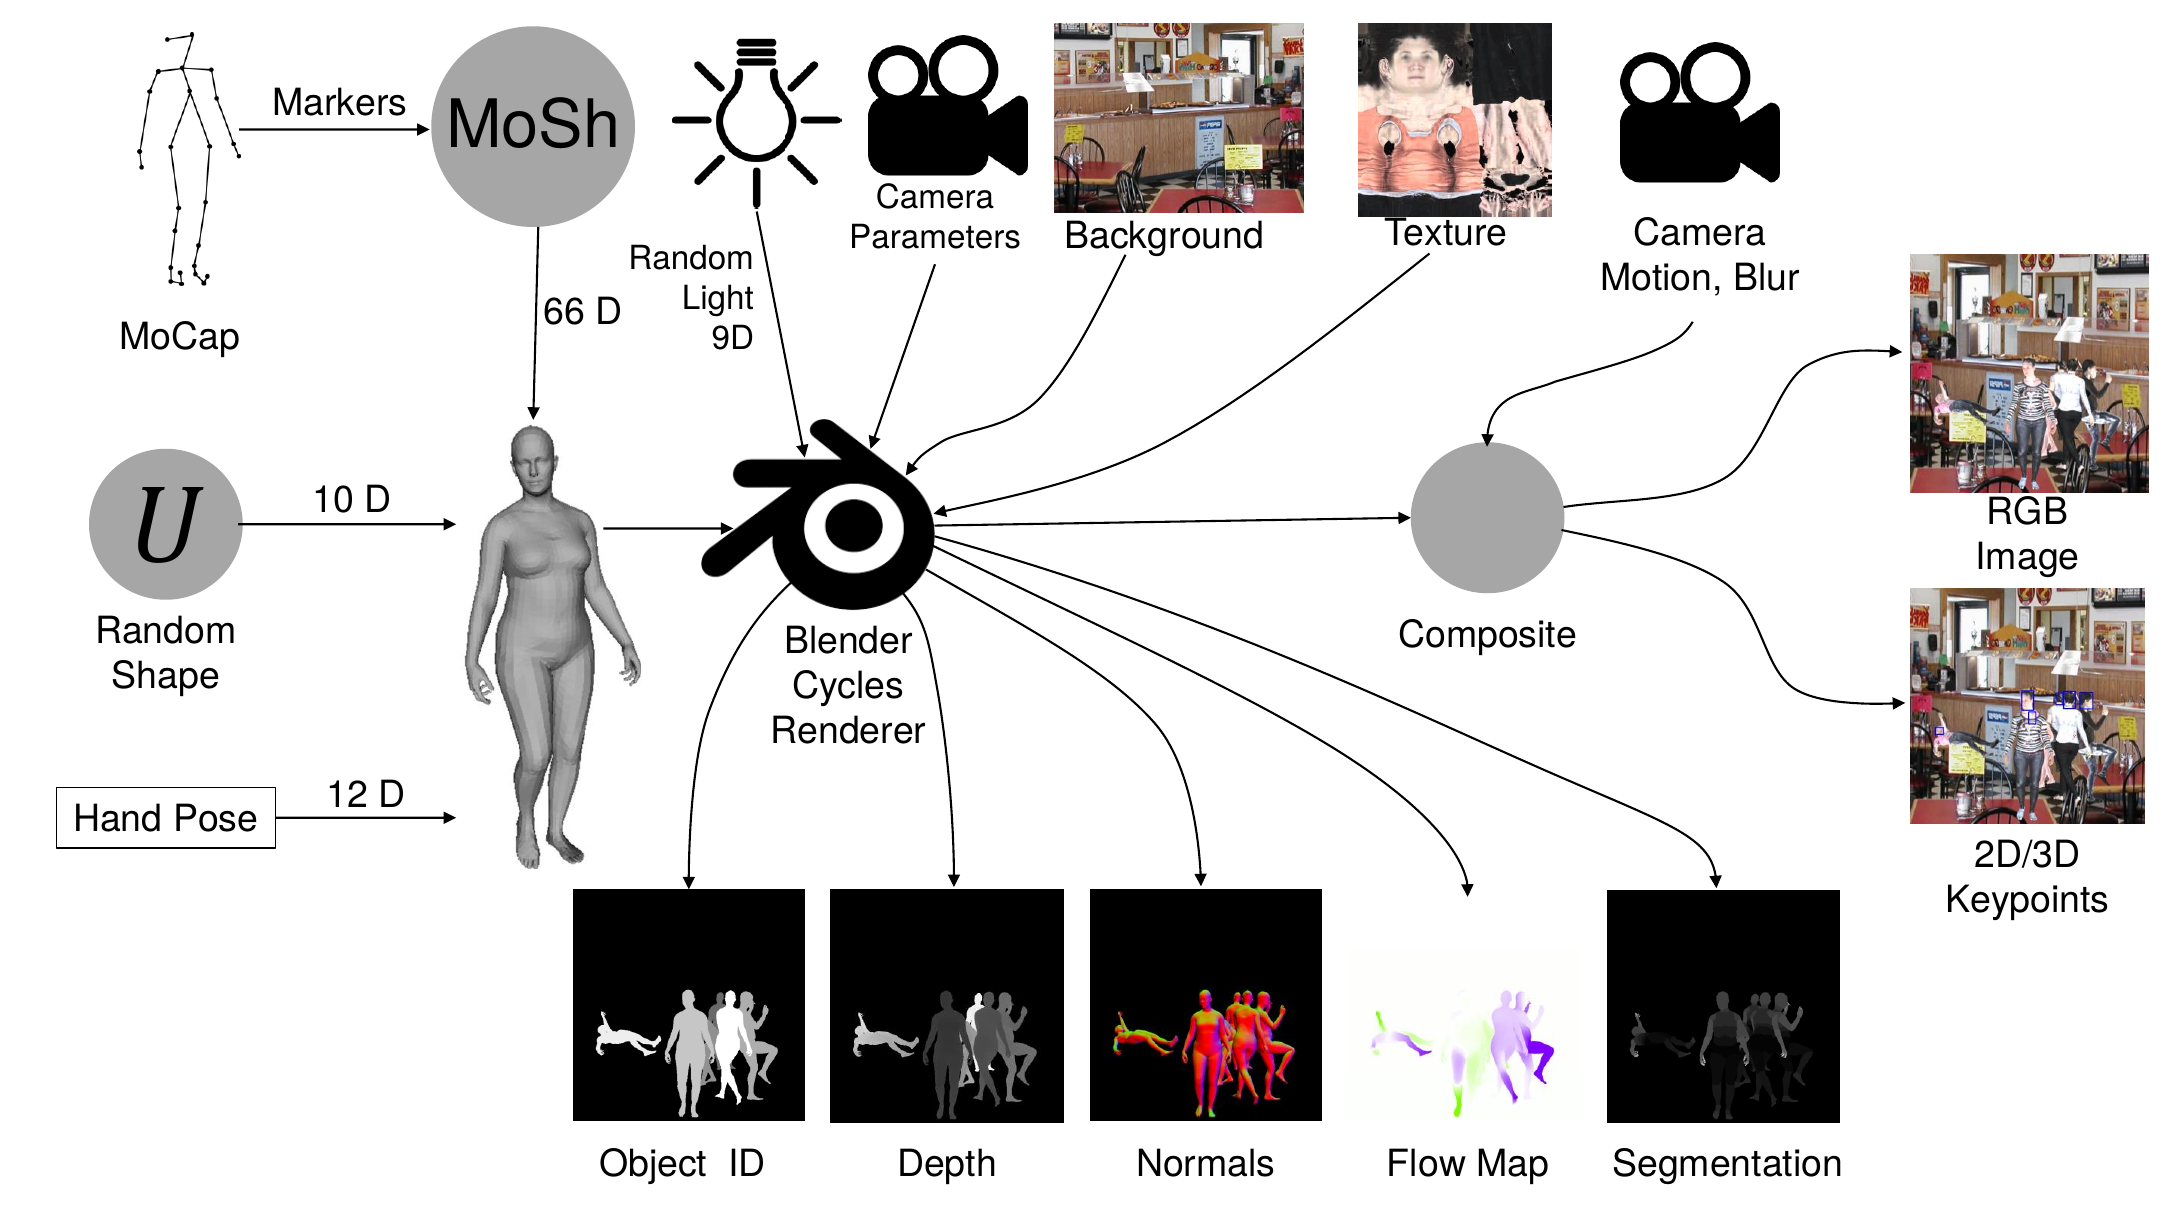 Markers
MoSh
MoCap
66 D
Random
Light
9D
Camera
Parameters
Background
Texture
Camera
Motion, Blur
U
10 D
Random
Shape
Hand Pose
12 D
Blender
Cycles
Renderer
Composite
RGB
Image
2D/3D
Keypoints
Object ID
Depth
Normals
Flow Map
Segmentation